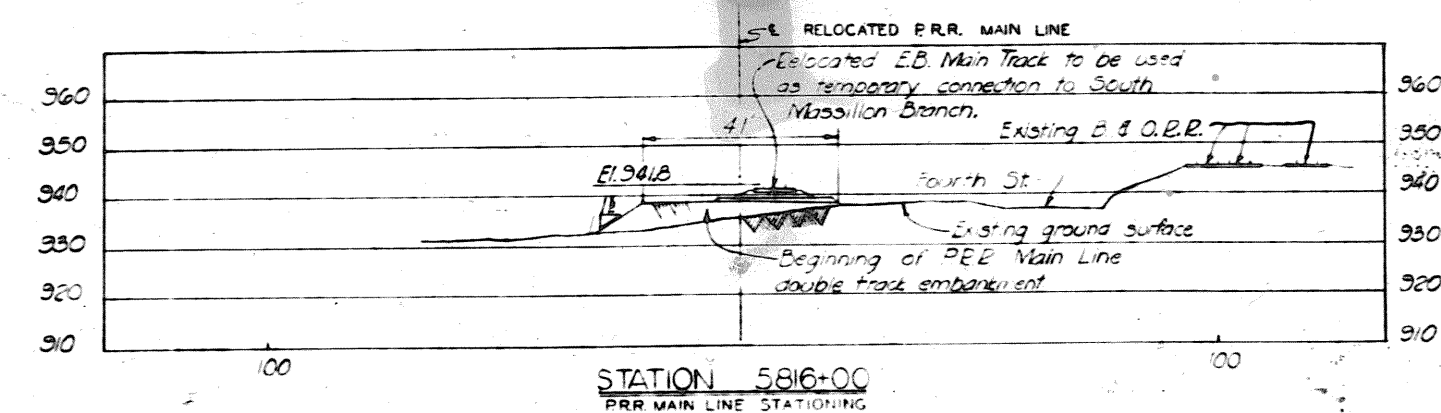 ℄ RELOCATED P.R.R. MAIN LINE
Relocated E.B. Main Track to be used
as temporary connection to South
Massillon Branch.
960
960
41'
Existing B. & O.R.R.
950
950
El. 941.8
Fourth St.
940
940
Existing ground surface
930
930
Beginning of P.R.R. Main Line
double track embankment
920
920
910
910
100
100
STATION 5816+00
P.R.R. MAIN LINE STATIONING